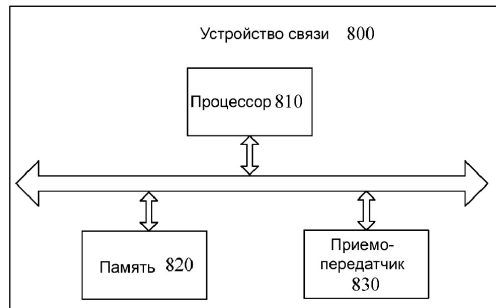 Устройство связи 800
Процессор 810
Память 820
Приемо-
передатчик
830